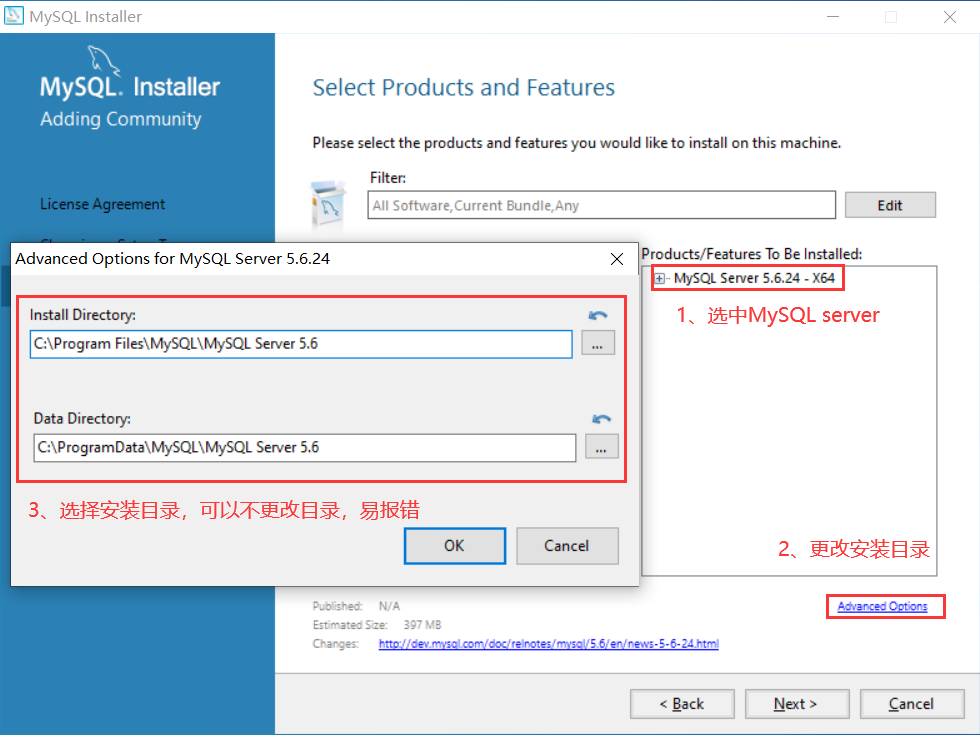 MySQL Installer
MySQL. Installer
Adding Community
License Agreement
Select Products and Features
Please select the products and features you would like to install on this machine.
Filter:
All Software,Current Bundle,Any
Edit
Products/Features To Be Installed:
MySQL Server 5.6.24 - X64
1、选中MySQL server
Advanced Options for MySQL Server 5.6.24
Install Directory:
C:\Program Files\MySQL\MySQL Server 5.6
...
Data Directory:
C:\ProgramData\MySQL\MySQL Server 5.6
...
3、选择安装目录，可以不更改目录，易报错
OK
Cancel
2、更改安装目录
Advanced Options
Published: N/A
Estimated Size: 397 MB
Changes: http://dev.mysql.com/doc/relnotes/mysql/5.6/en/news-5-6-24.html
< Back
Next >
Cancel